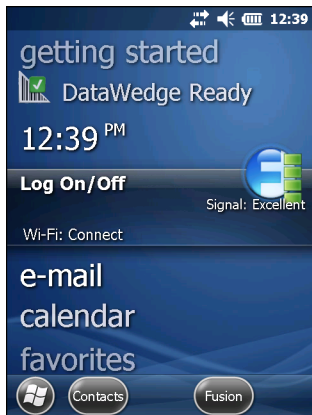 12:39
getting started
DataWedge Ready
12:39 PM
Log On/Off
Signal: Excellent
Wi-Fi: Connect
e-mail
calendar
favorites
Contacts
Fusion